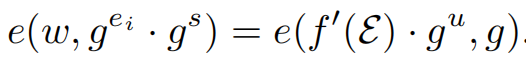 e(w, g^{e_i} · g^s) = e(f′(ℰ) · g^u, g).